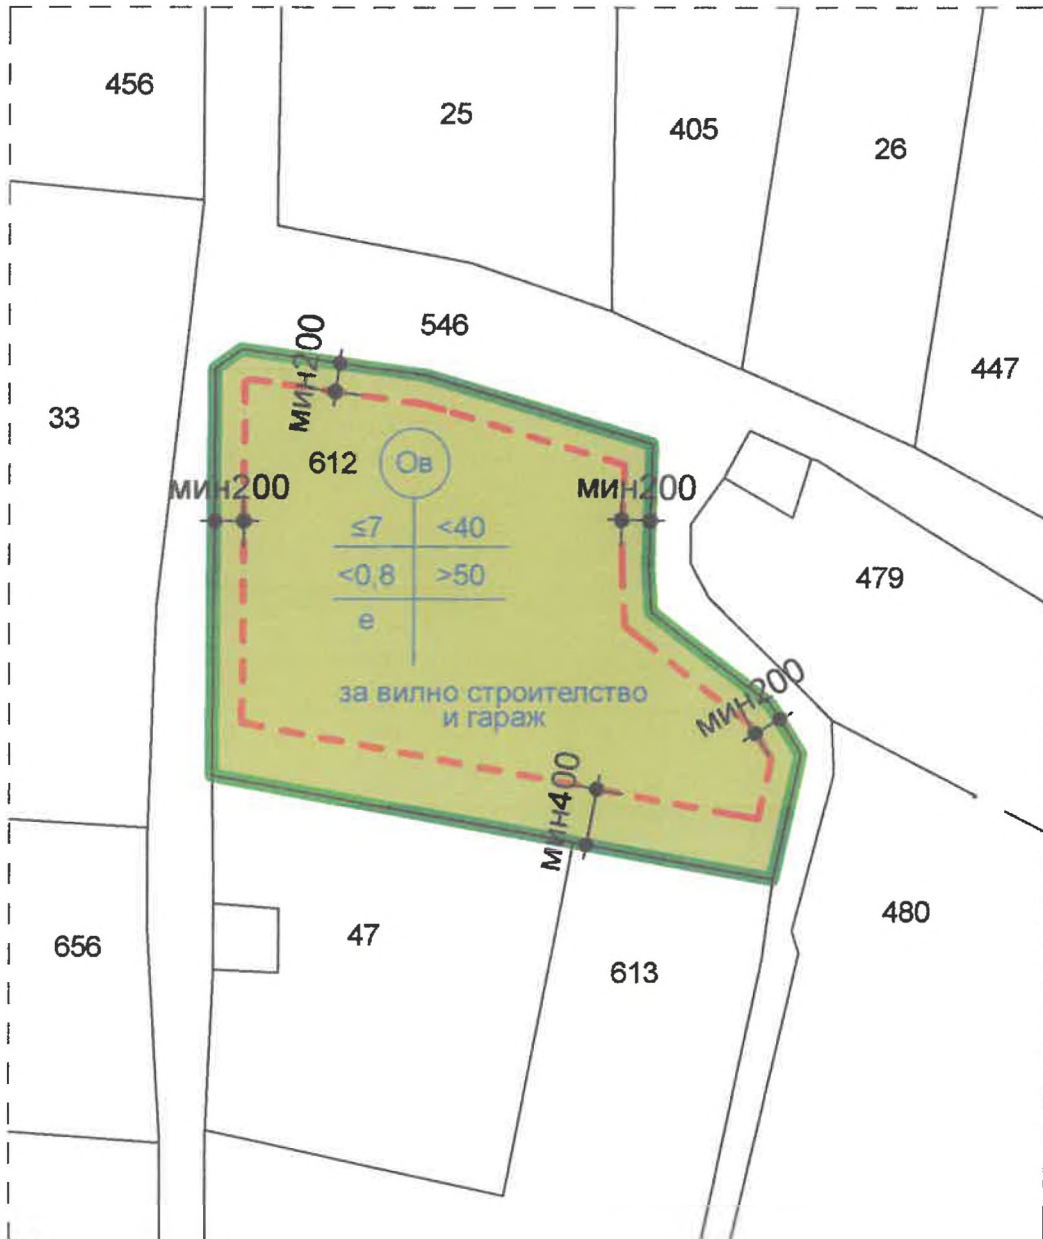 456
25
405
26
546
447
33
мин200
612
Ов
мин200
мин200
≤7 <40
<0,8 >50
е
479
за вилно строителство
и гараж
мин200
мин400
656
47
613
480